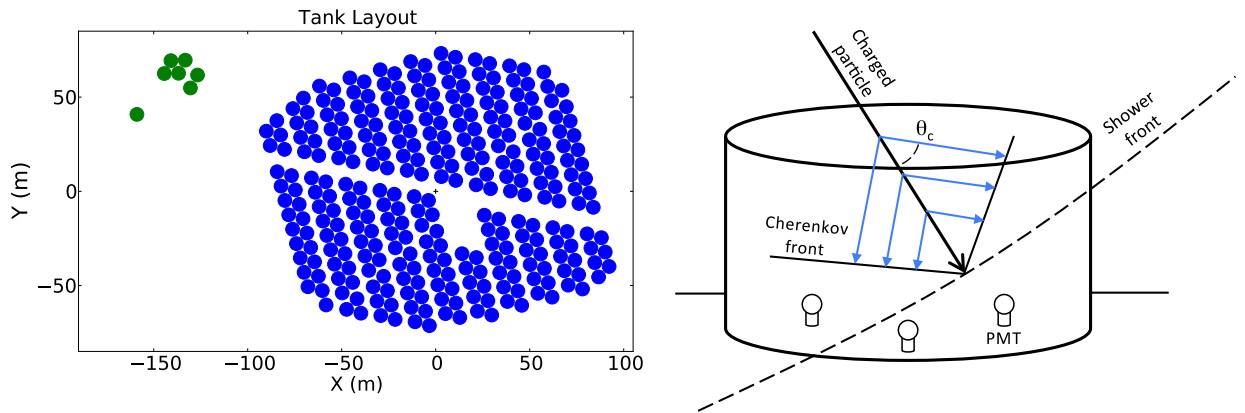 Tank Layout
50
0
−50
Y (m)
−150
−100
−50
0
50
100
X (m)
Charged
particle
θc
Shower
front
Cherenkov
front
PMT